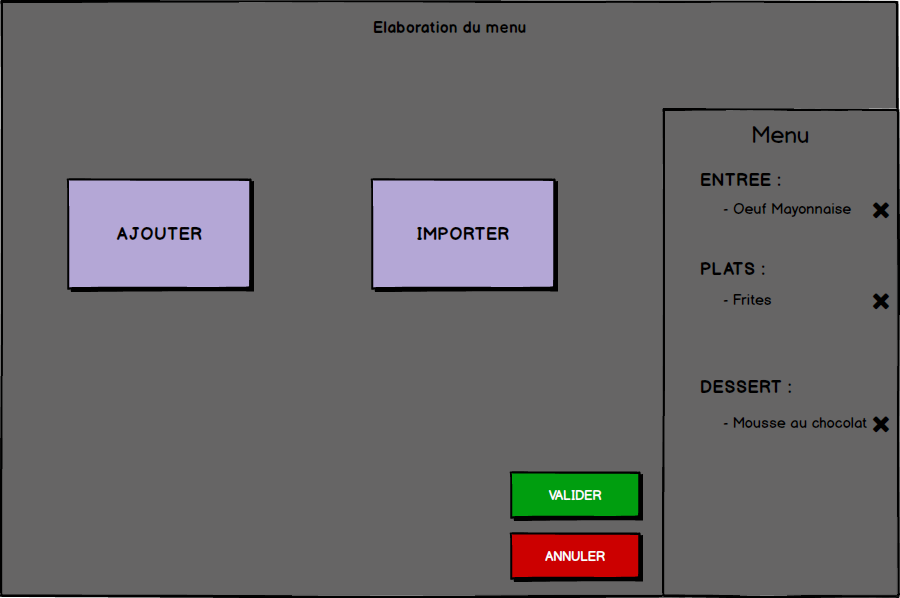 Elaboration du menu
AJOUTER
IMPORTER
Menu
ENTREE :
- Oeuf Mayonnaise
PLATS :
- Frites
DESSERT :
- Mousse au chocolat
VALIDER
ANNULER